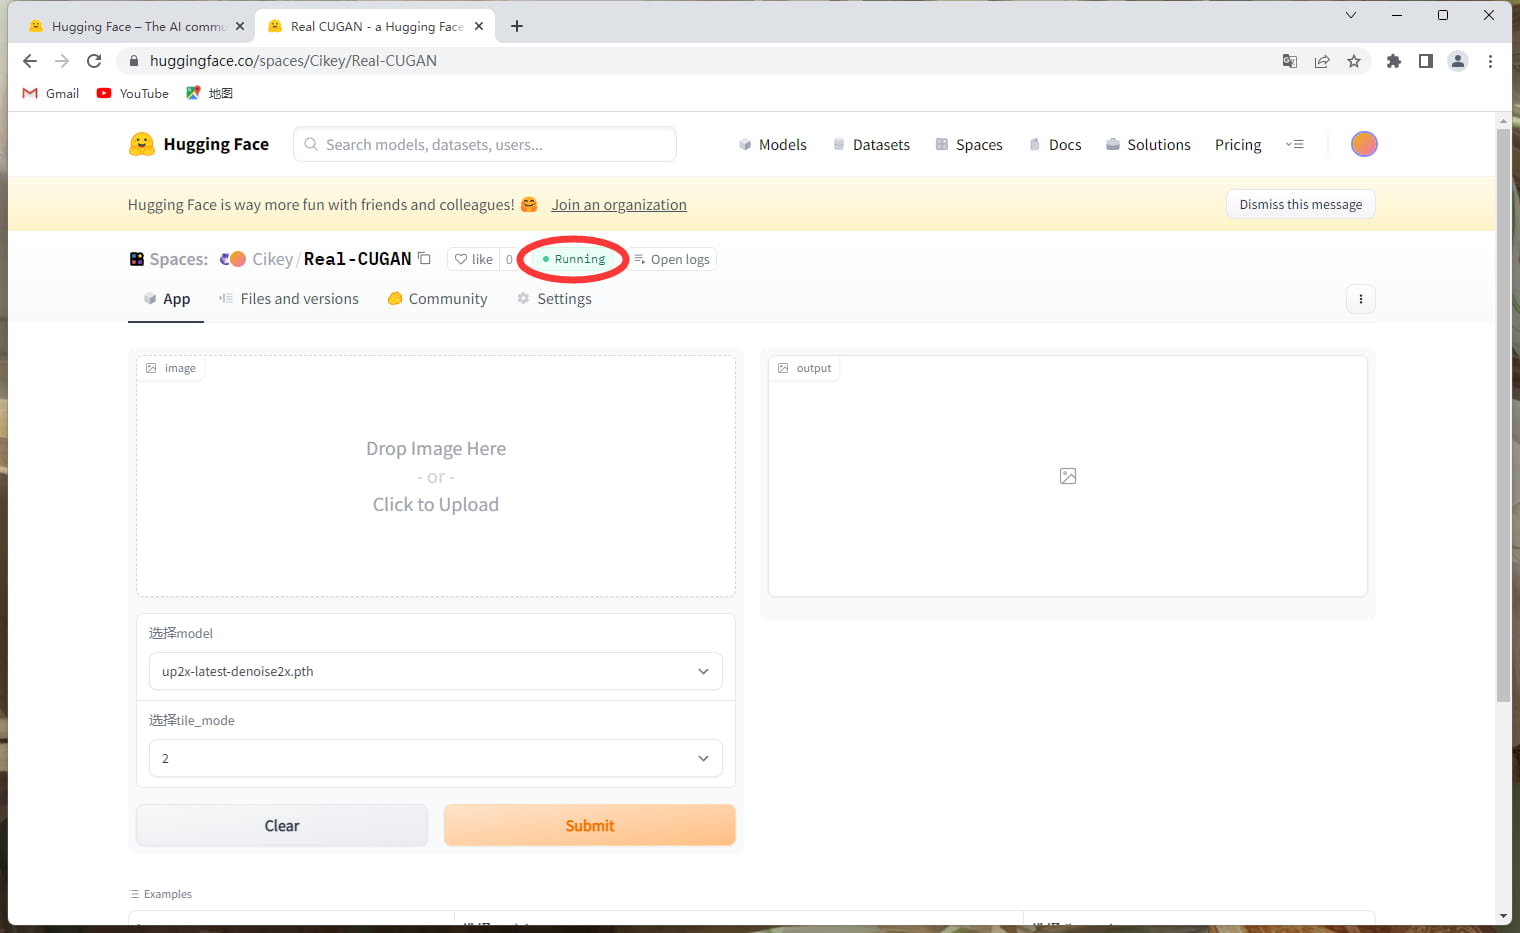 Hugging Face – The AI commu
Real CUGAN - a Hugging Face
huggingface.co/spaces/Cikey/Real-CUGAN
Gmail YouTube 地图
Hugging Face Search models, datasets, users... Models Datasets Spaces Docs Solutions Pricing
Hugging Face is way more fun with friends and colleagues! Join an organization Dismiss this message
Spaces: Cikey/Real-CUGAN like 0 Running Open logs
App Files and versions Community Settings
image output
Drop Image Here
- or -
Click to Upload
选择model
up2x-latest-denoise2x.pth
选择tile_mode
2
Clear Submit
Examples